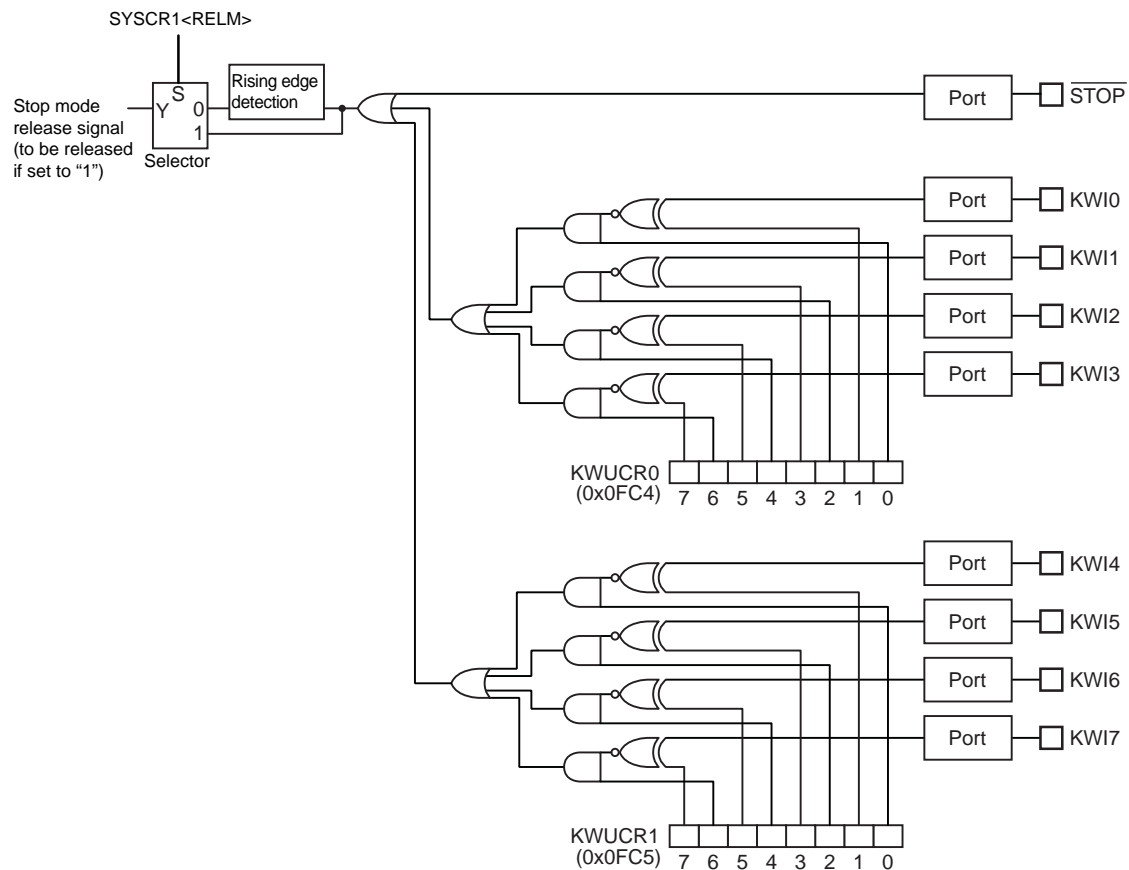 SYSCR1<RELM>
Stop mode
release signal
(to be released
if set to “1”)
S
Y
0
1
Selector
Rising edge
detection
Port
STOP
Port
KWI0
Port
KWI1
Port
KWI2
Port
KWI3
KWUCR0
(0x0FC4)
7 6 5 4 3 2 1 0
Port
KWI4
Port
KWI5
Port
KWI6
Port
KWI7
KWUCR1
(0x0FC5)
7 6 5 4 3 2 1 0